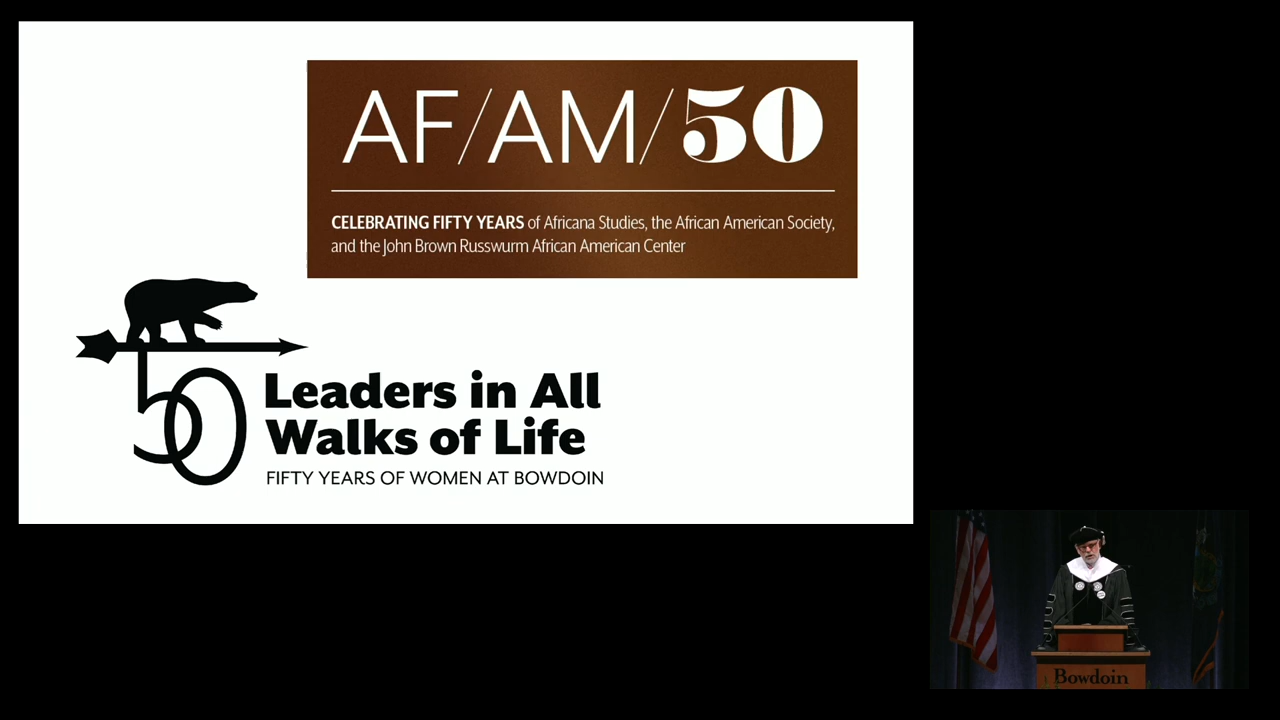 AF/AM/50
CELEBRATING FIFTY YEARS of Africana Studies, the African American Society,
and the John Brown Russwurm African American Center
50
Leaders in All
Walks of Life
FIFTY YEARS OF WOMEN AT BOWDOIN
Bowdoin